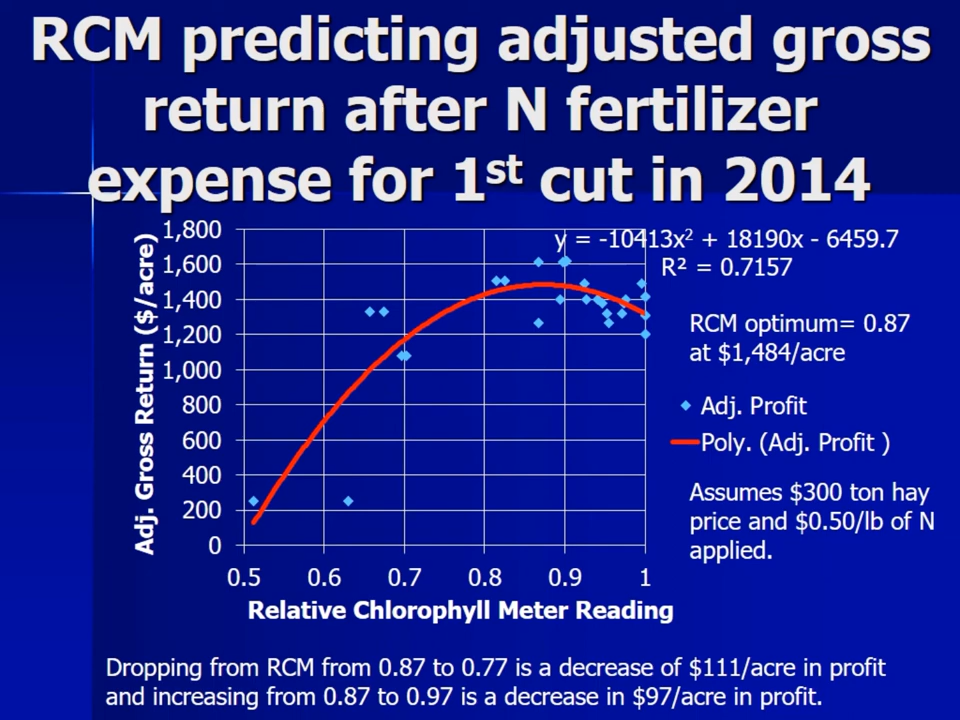 RCM predicting adjusted gross
return after N fertilizer
expense for 1st cut in 2014
Adj. Gross Return ($/acre)
1,800
1,600
1,400
1,200
1,000
800
600
400
200
0
0.5 0.6 0.7 0.8 0.9 1
Relative Chlorophyll Meter Reading
y = -10413x² + 18190x - 6459.7
R² = 0.7157
RCM optimum= 0.87
at $1,484/acre
Adj. Profit
Poly. (Adj. Profit )
Assumes $300 ton hay
price and $0.50/lb of N
applied.
Dropping from RCM from 0.87 to 0.77 is a decrease of $111/acre in profit
and increasing from 0.87 to 0.97 is a decrease in $97/acre in profit.